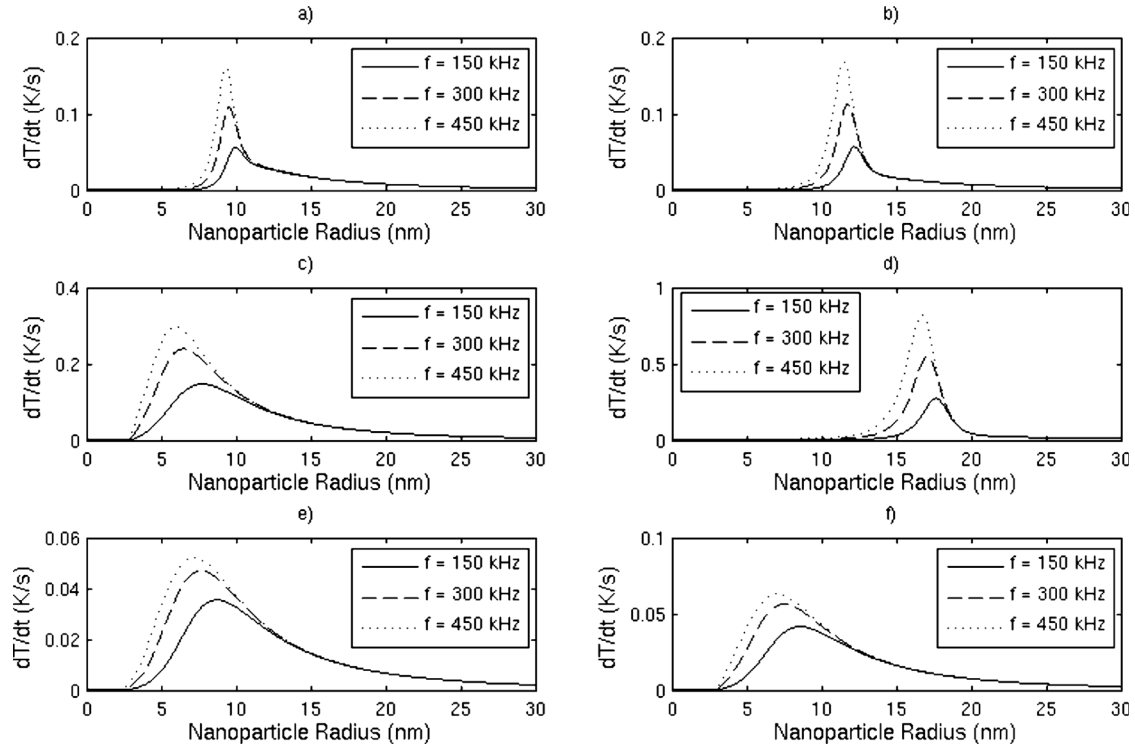 a)
0.2
0.1
0
dT/dt (K/s)
f = 150 kHz
f = 300 kHz
f = 450 kHz
0 5 10 15 20 25 30
Nanoparticle Radius (nm)
b)
0.2
0.1
0
dT/dt (K/s)
f = 150 kHz
f = 300 kHz
f = 450 kHz
0 5 10 15 20 25 30
Nanoparticle Radius (nm)
c)
0.4
0.2
0
dT/dt (K/s)
f = 150 kHz
f = 300 kHz
f = 450 kHz
0 5 10 15 20 25 30
Nanoparticle Radius (nm)
d)
1
0.5
0
dT/dt (K/s)
f = 150 kHz
f = 300 kHz
f = 450 kHz
0 5 10 15 20 25 30
Nanoparticle Radius (nm)
e)
0.06
0.04
0.02
0
dT/dt (K/s)
f = 150 kHz
f = 300 kHz
f = 450 kHz
0 5 10 15 20 25 30
Nanoparticle Radius (nm)
f)
0.1
0.05
0
dT/dt (K/s)
f = 150 kHz
f = 300 kHz
f = 450 kHz
0 5 10 15 20 25 30
Nanoparticle Radius (nm)